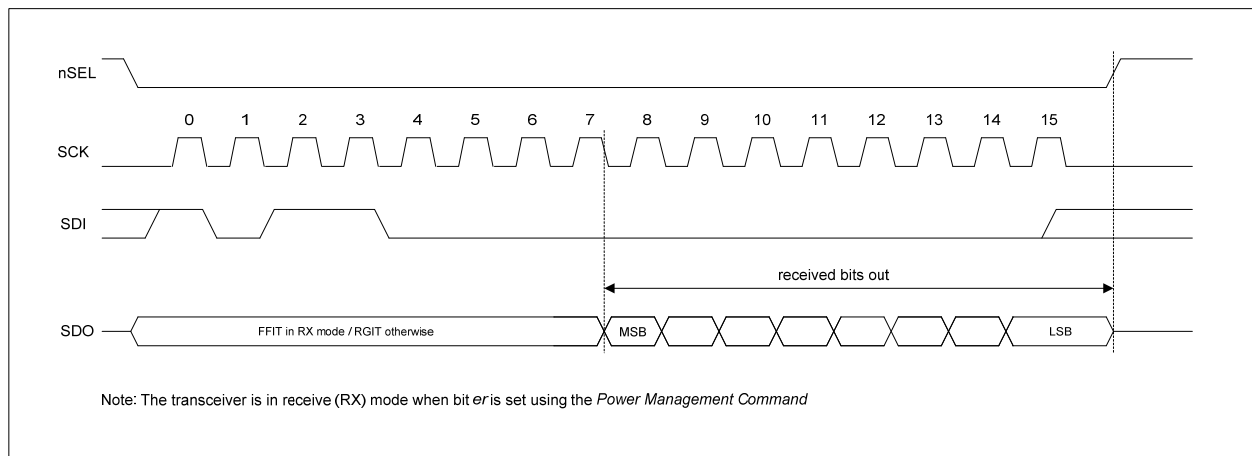 nSEL
0 1 2 3 4 5 6 7 8 9 10 11 12 13 14 15
SCK
SDI
received bits out
SDO FFIT in RX mode / RGIT otherwise MSB LSB
Note: The transceiver is in receive (RX) mode when bit er is set using the Power Management Command